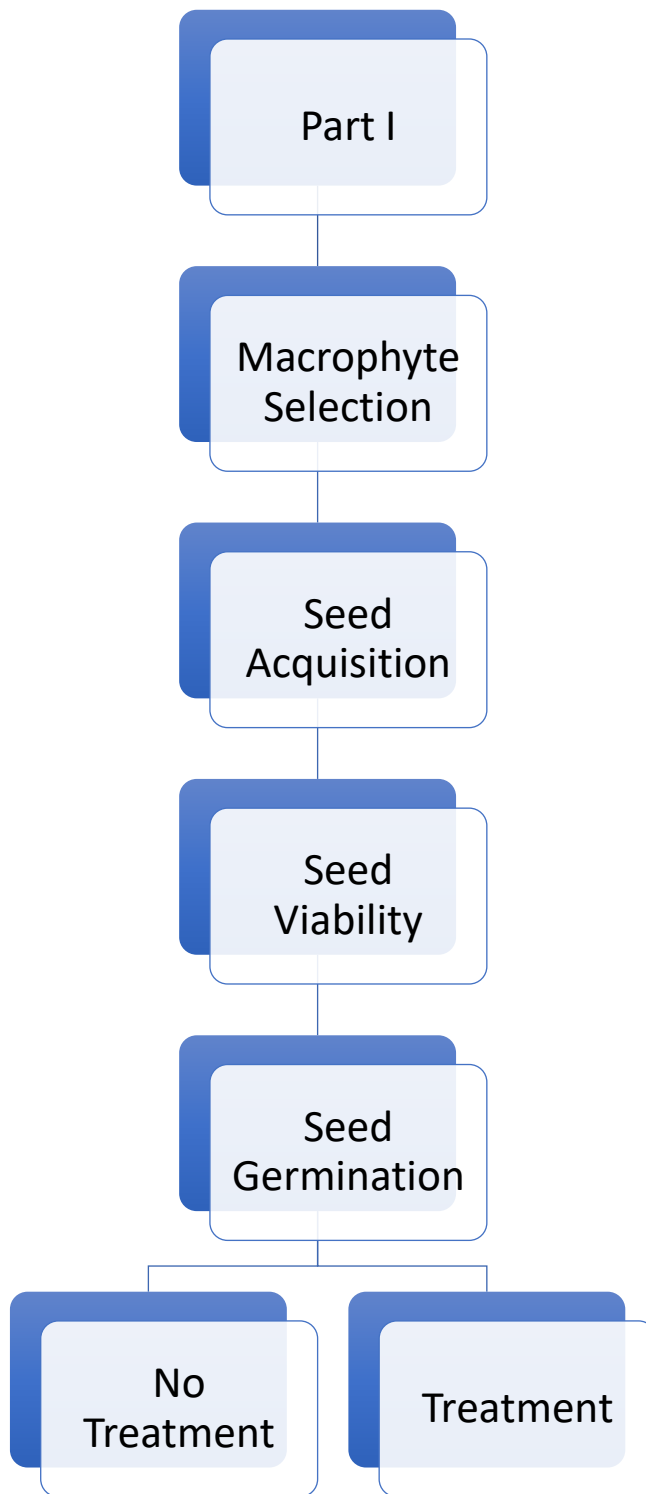 Part I
Macrophyte
Selection
Seed
Acquisition
Seed
Viability
Seed
Germination
No
Treatment
Treatment